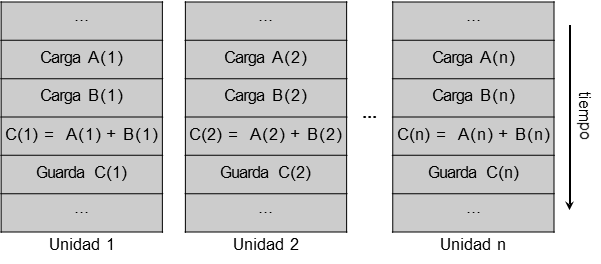 ...
Carga A(1)
Carga B(1)
C(1) = A(1) + B(1)
Guarda C(1)
...
Unidad 1
...
Carga A(2)
Carga B(2)
C(2) = A(2) + B(2)
Guarda C(2)
...
Unidad 2
...
...
Carga A(n)
Carga B(n)
C(n) = A(n) + B(n)
Guarda C(n)
...
Unidad n
tiempo